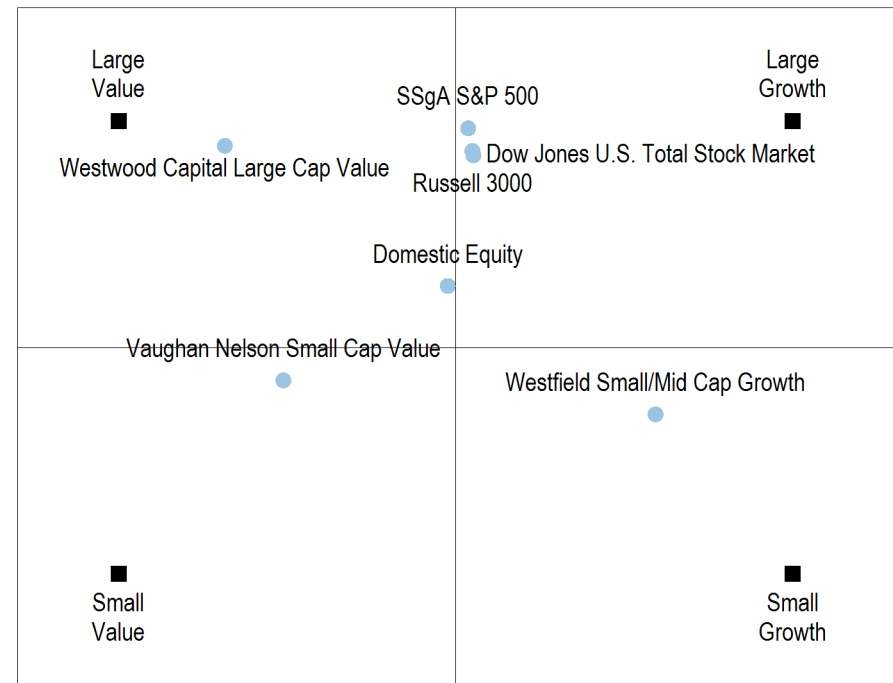 Large
Value
Large
Growth
SSgA S&P 500
Westwood Capital Large Cap Value
Dow Jones U.S. Total Stock Market
Russell 3000
Domestic Equity
Vaughan Nelson Small Cap Value
Westfield Small/Mid Cap Growth
Small
Value
Small
Growth